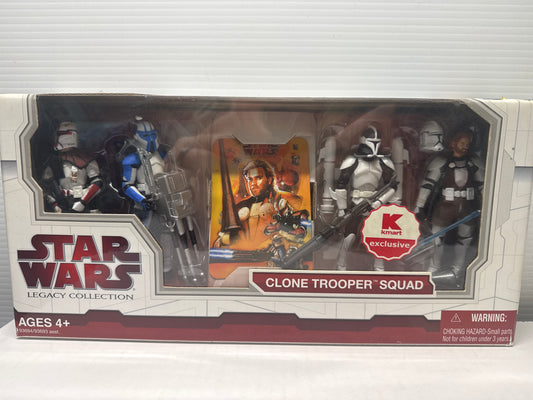 STAR
WARS
LEGACY COLLECTION
AGES 4+
K
kmart
exclusive
CLONE TROOPER™ SQUAD
WARNING:
CHOKING HAZARD-Small parts
Not for children under 3 years